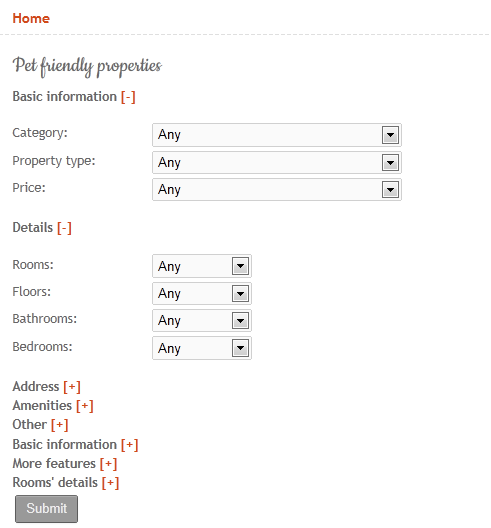 Home
Pet friendly properties
Basic information [-]
Category: Any
Property type: Any
Price: Any
Details [-]
Rooms: Any
Floors: Any
Bathrooms: Any
Bedrooms: Any
Address [+]
Amenities [+]
Other [+]
Basic information [+]
More features [+]
Rooms' details [+]
Submit